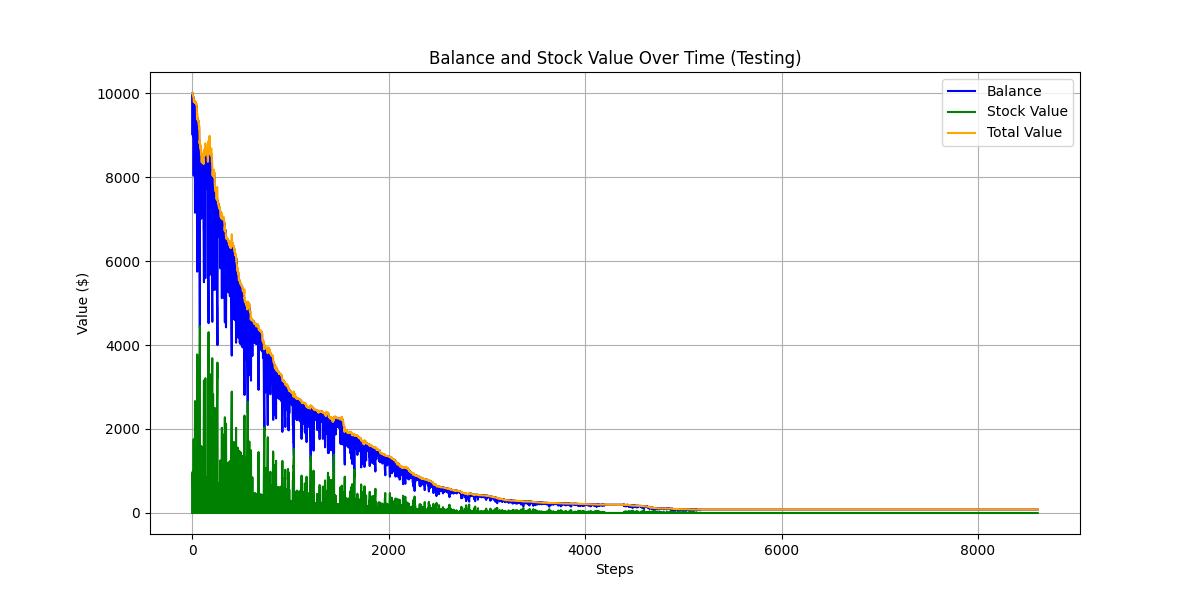 Balance and Stock Value Over Time (Testing)
Balance
Stock Value
Total Value
Value ($)
10000
8000
6000
4000
2000
0
0 2000 4000 6000 8000
Steps